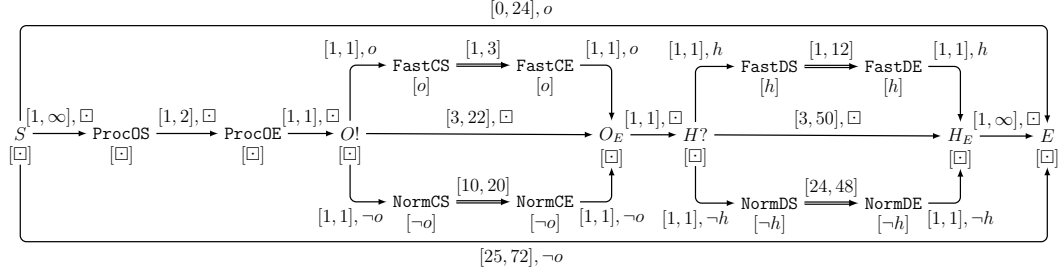 [0, 24], o
[1, 1], o [1, 3] [1, 1], o [1, 1], h [1, 12] [1, 1], h
FastCS FastCE FastDS FastDE
[o] [o] [h] [h]
[1, ∞], ⊡ [1, 2], ⊡ [1, 1], ⊡ [3, 22], ⊡ [1, 1], ⊡ [3, 50], ⊡ [1, ∞], ⊡
S ProcOS ProcOE O! O_E H? H_E E
[⊡] [⊡] [⊡] [⊡] [⊡] [⊡] [⊡] [⊡]
[10, 20] [24, 48]
NormCS NormCE NormDS NormDE
[1, 1], ¬o [¬o] [¬o] [1, 1], ¬o [1, 1], ¬h [¬h] [¬h] [1, 1], ¬h
[25, 72], ¬o